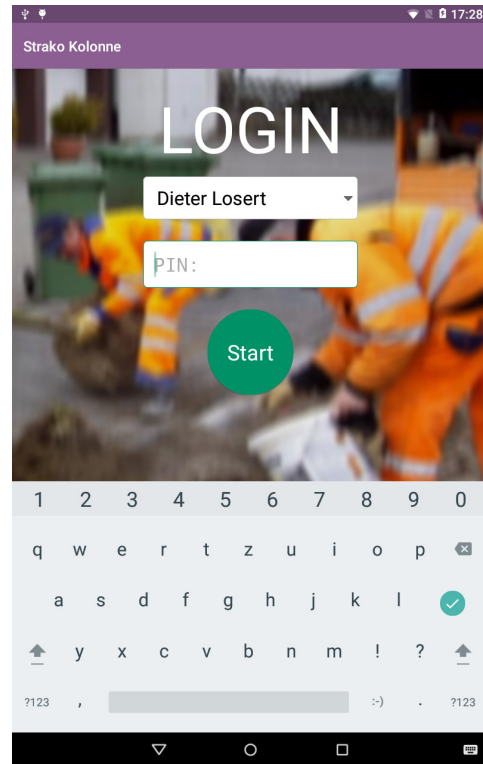 17:28
Strako Kolonne
LOGIN
Dieter Losert
PIN:
Start
1 2 3 4 5 6 7 8 9 0
q w e r t z u i o p
a s d f g h j k l
y x c v b n m ! ?
?123 , :-) . ?123